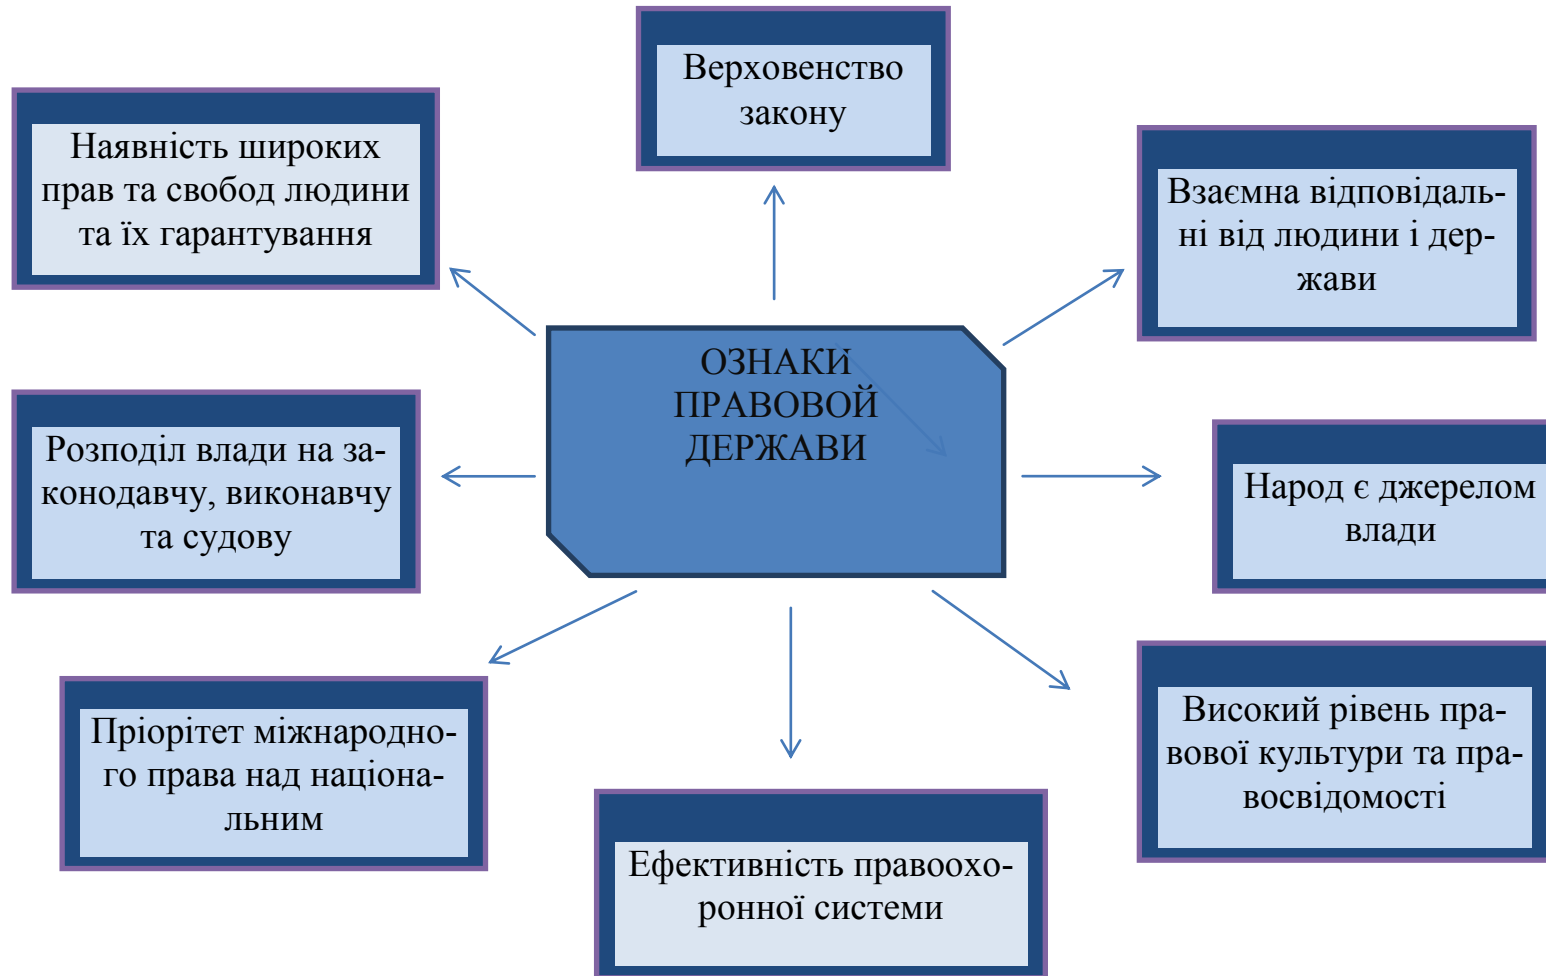 Верховенство
закону
Наявність широких
прав та свобод людини
та їх гарантування
Взаємна відповідаль-
ні від людини і дер-
жави
ОЗНАКИ
ПРАВОВОЙ
ДЕРЖАВИ
Розподіл влади на за-
конодавчу, виконавчу
та судову
Народ є джерелом
влади
Пріорітет міжнародно-
го права над націона-
льним
Високий рівень пра-
вової культури та пра-
восвідомості
Ефективність правоохо-
ронної системи